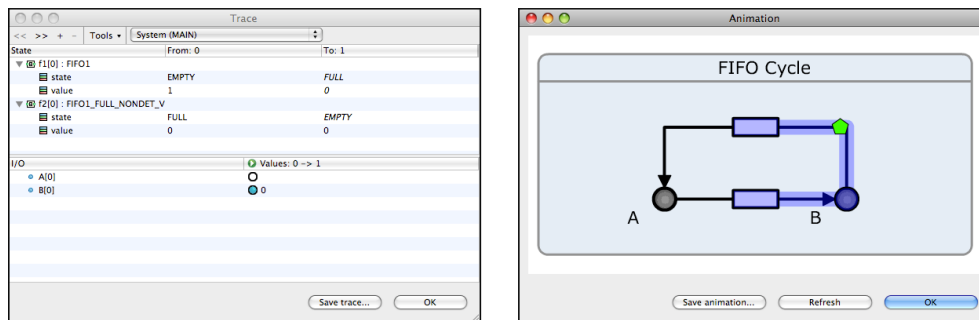 Trace
<< >> + - Tools ▾ System (MAIN)
State From: 0 To: 1
f1[0] : FIFO1
state EMPTY FULL
value 1 0
f2[0] : FIFO1_FULL_NONDET_V
state FULL EMPTY
value 0 0
I/O Values: 0 -> 1
A[0]
B[0] 0
Save trace... OK
Animation
FIFO Cycle
A B
Save animation... Refresh OK